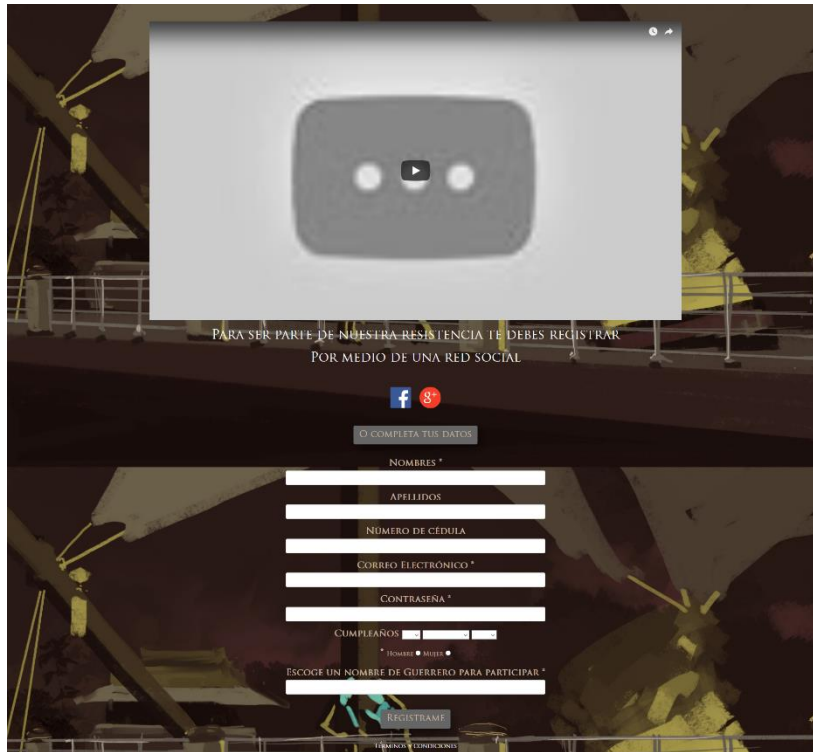 Para ser parte de nuestra resistencia te debes registrar
Por medio de una red social
f g+
O completa tus datos
Nombres *
Apellidos
Número de cédula
Correo Electrónico *
Contraseña *
Cumpleaños
* Hombre Mujer
Escoge un nombre de Guerrero para participar *
Registrame
Términos y condiciones